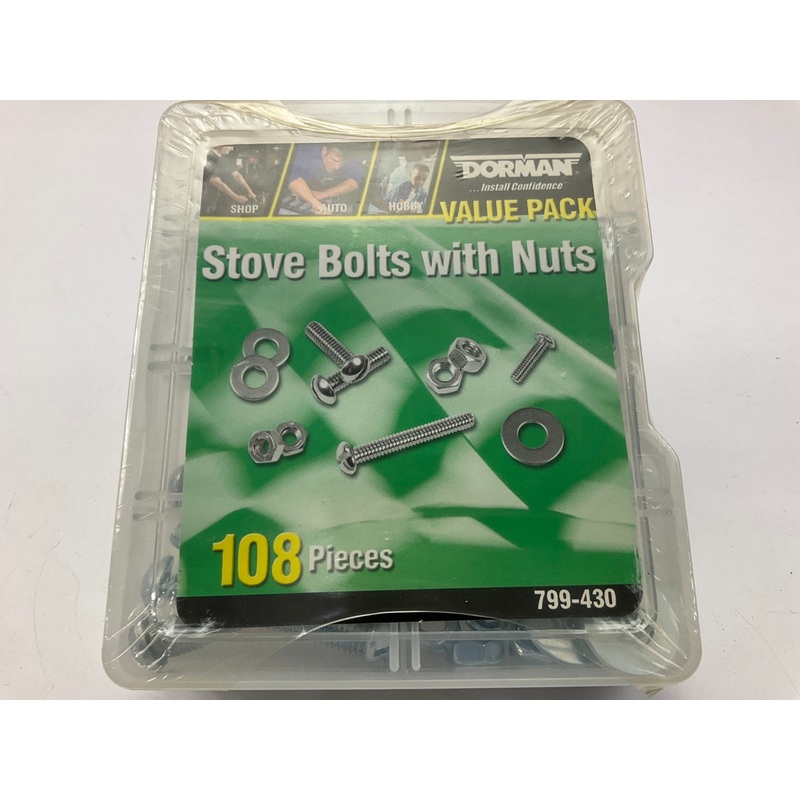 SHOP
AUTO
HOBBY
DORMAN
...Install Confidence
VALUE PACK
Stove Bolts with Nuts
108 Pieces
799-430